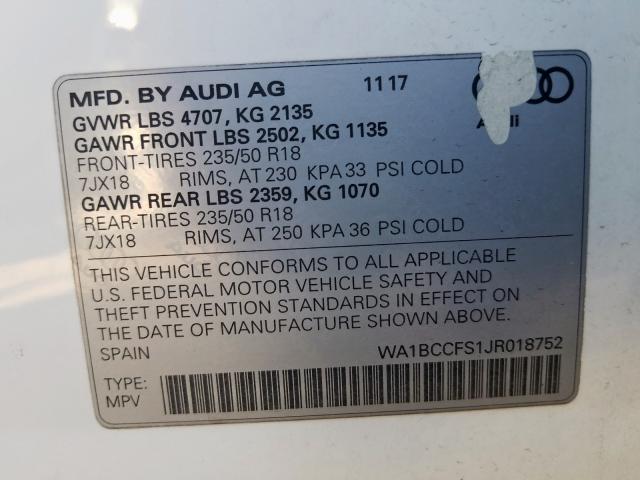 MFD. BY AUDI AG 11 17
GVWR LBS 4707, KG 2135
GAWR FRONT LBS 2502, KG 1135
FRONT-TIRES 235/50 R18
7JX18 RIMS, AT 230 KPA 33 PSI COLD
GAWR REAR LBS 2359, KG 1070
REAR-TIRES 235/50 R18
7JX18 RIMS, AT 250 KPA 36 PSI COLD
THIS VEHICLE CONFORMS TO ALL APPLICABLE
U.S. FEDERAL MOTOR VEHICLE SAFETY AND
THEFT PREVENTION STANDARDS IN EFFECT ON
THE DATE OF MANUFACTURE SHOWN ABOVE.
SPAIN WA1BCCFS1JR018752
TYPE:
MPV